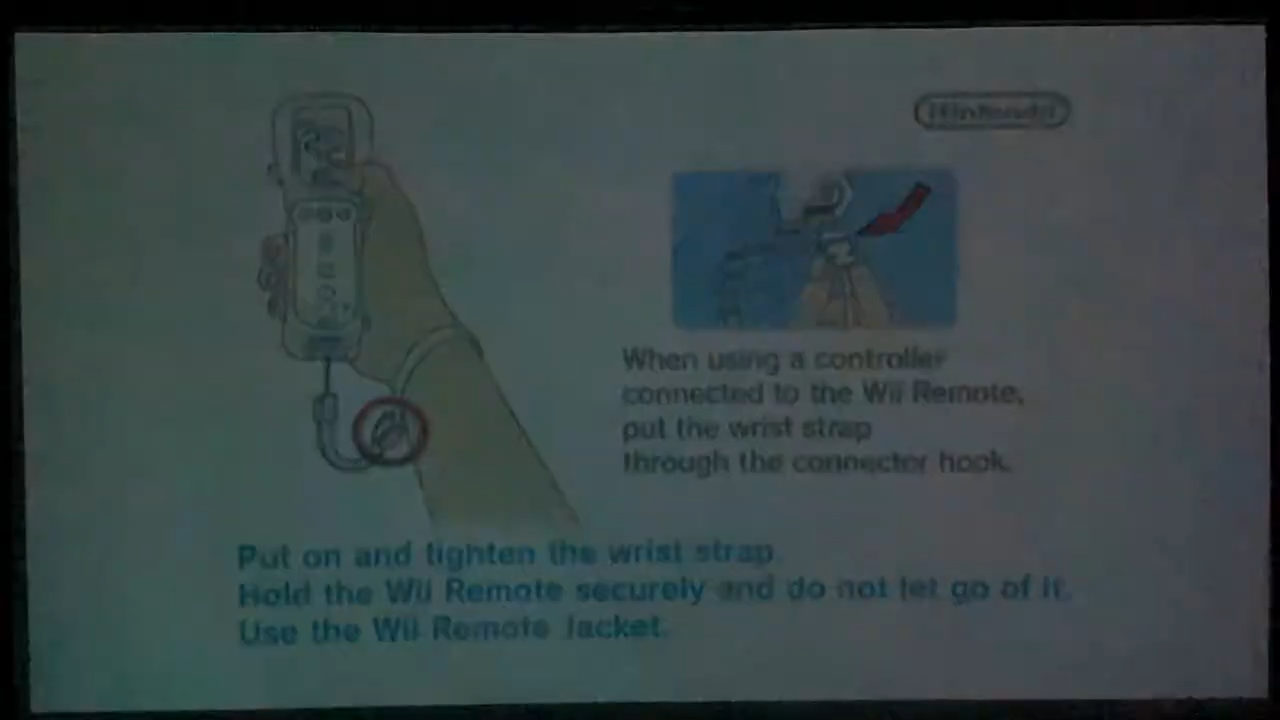 Nintendo
When using a controller
connected to the Wii Remote,
put the wrist strap
through the connector hook.
Put on and tighten the wrist strap.
Hold the Wii Remote securely and do not let go of it.
Use the Wii Remote Jacket.